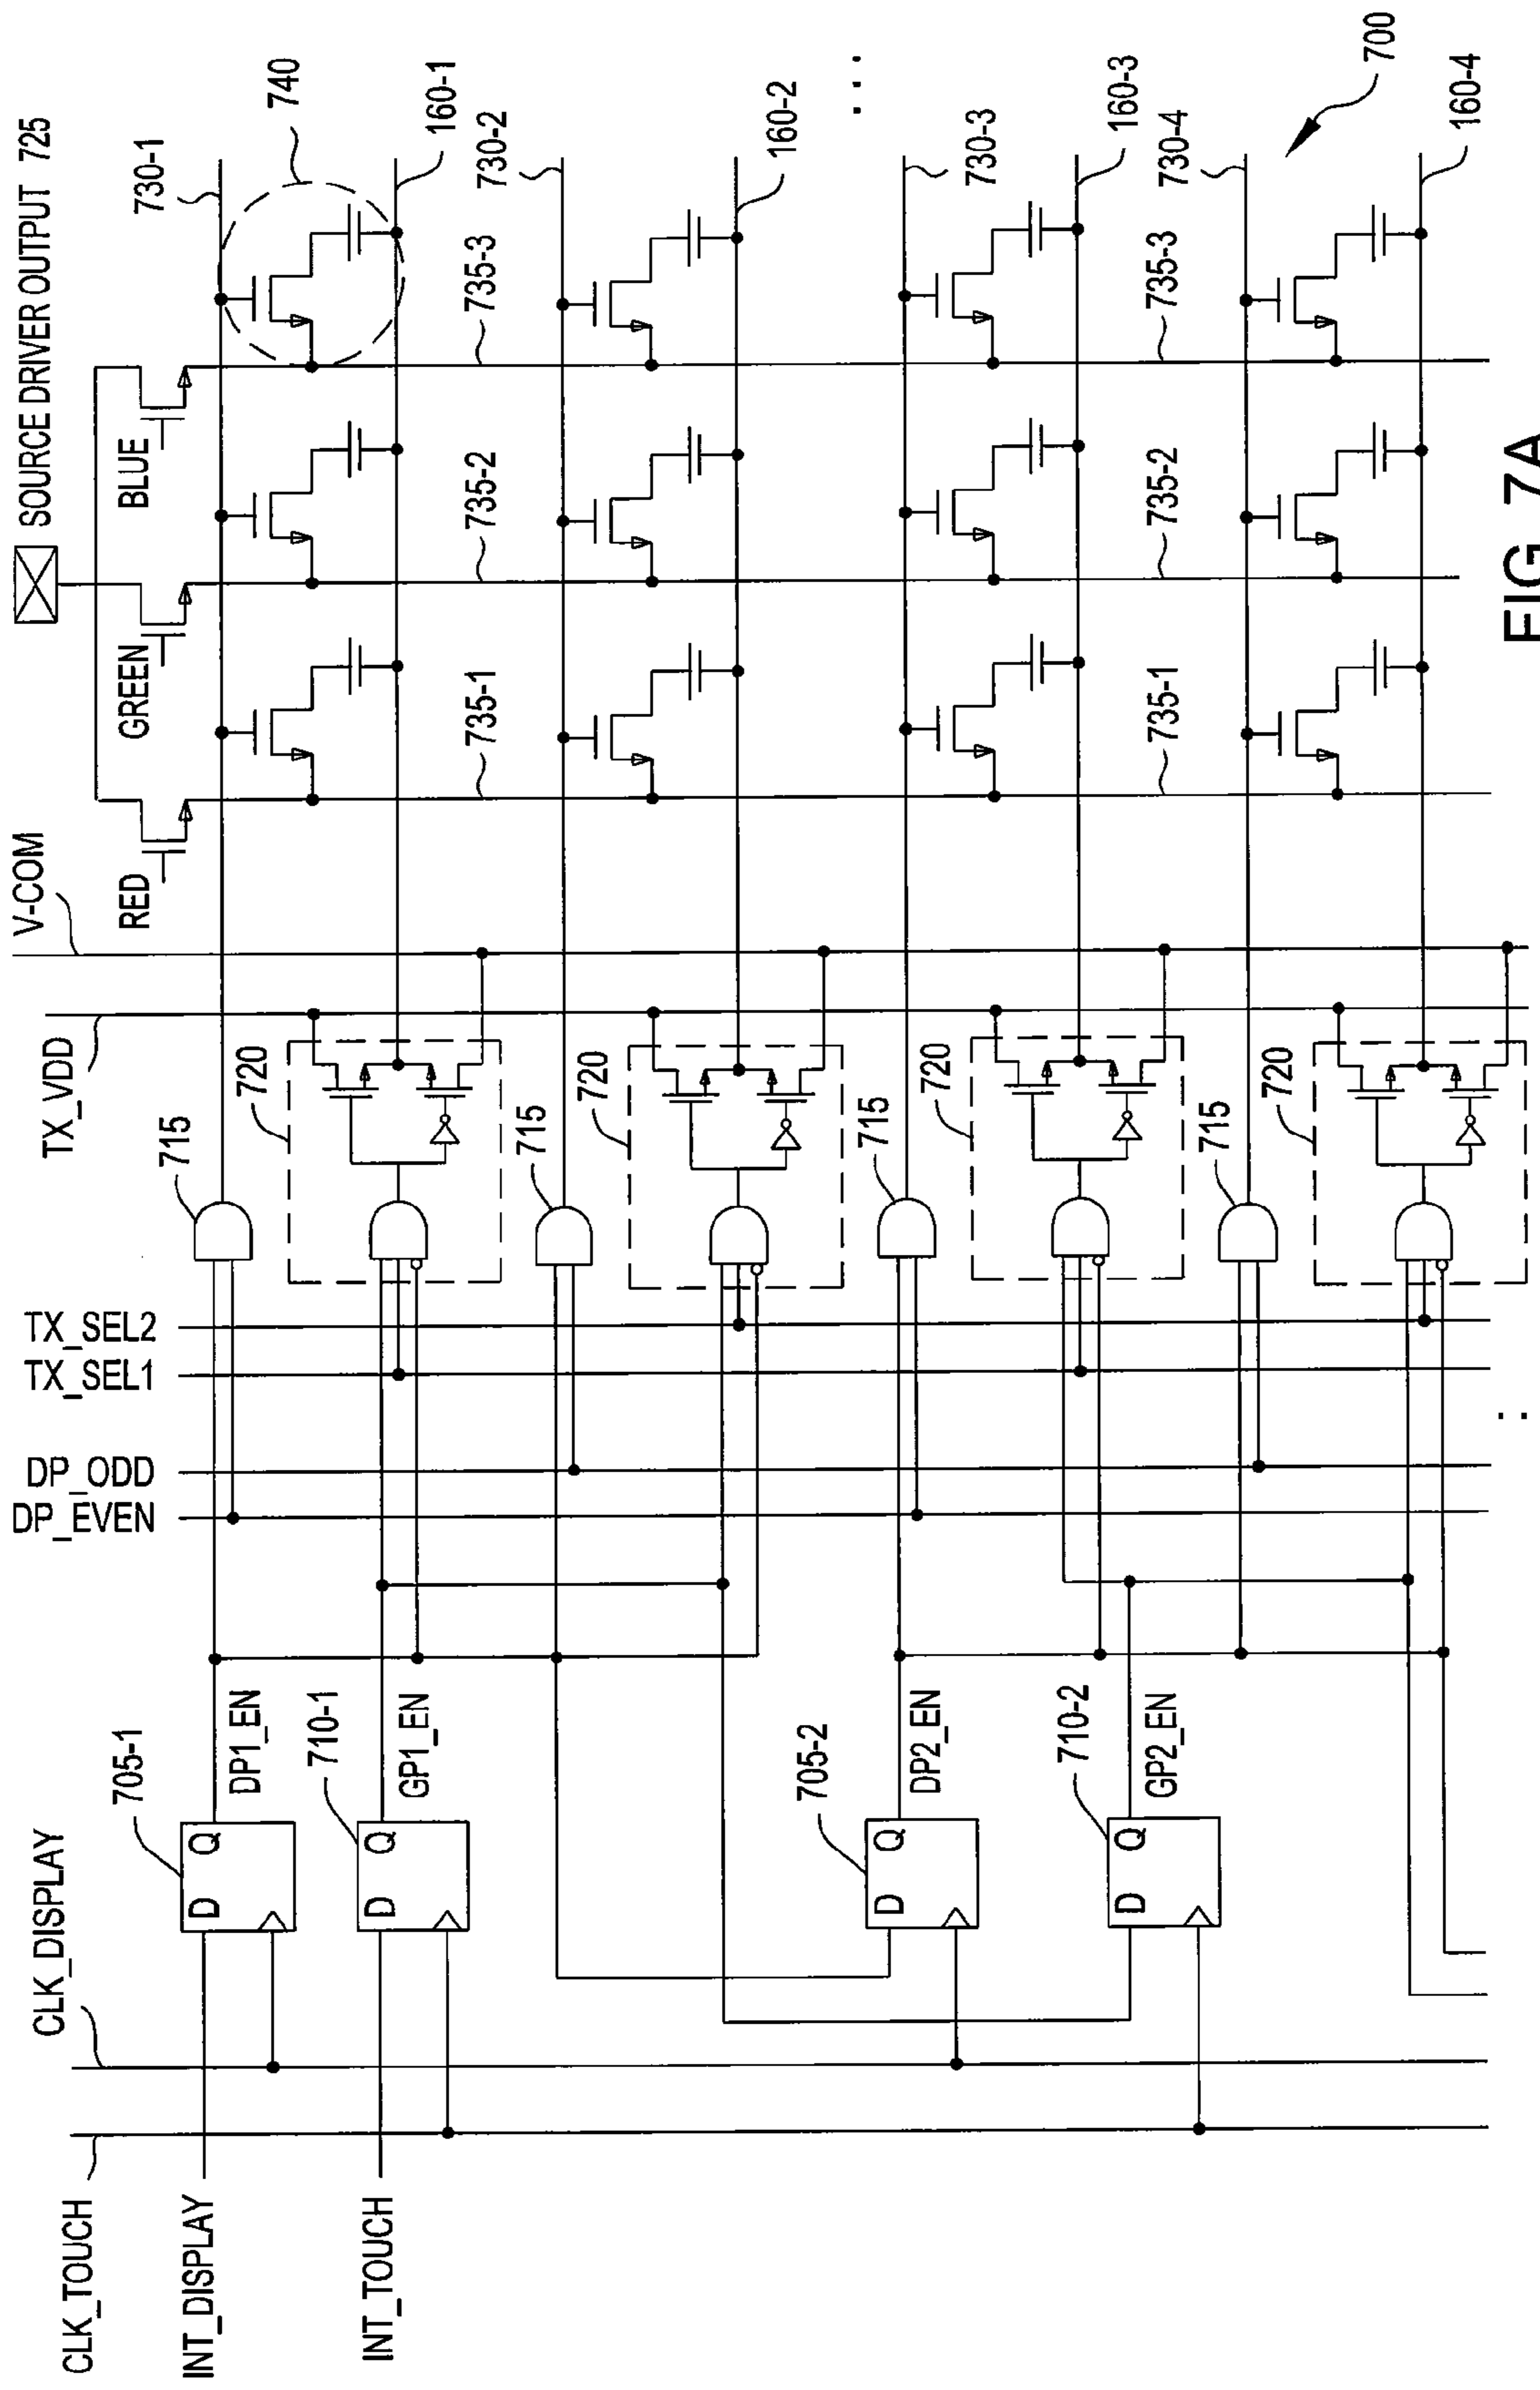 SOURCE DRIVER OUTPUT 725
V-COM
TX_VDD
RED
GREEN
BLUE
730-1
740
160-1
730-2
160-2
730-3
160-3
730-4
160-4
700
735-1
735-2
735-3
735-1
735-2
735-3
715
720
715
720
715
720
715
720
TX_SEL2
TX_SEL1
DP_ODD
DP_EVEN
705-1
DP1_EN
D Q
710-1
GP1_EN
D Q
705-2
DP2_EN
D Q
710-2
GP2_EN
D Q
CLK_DISPLAY
CLK_TOUCH
INT_DISPLAY
INT_TOUCH
FIG. 7A